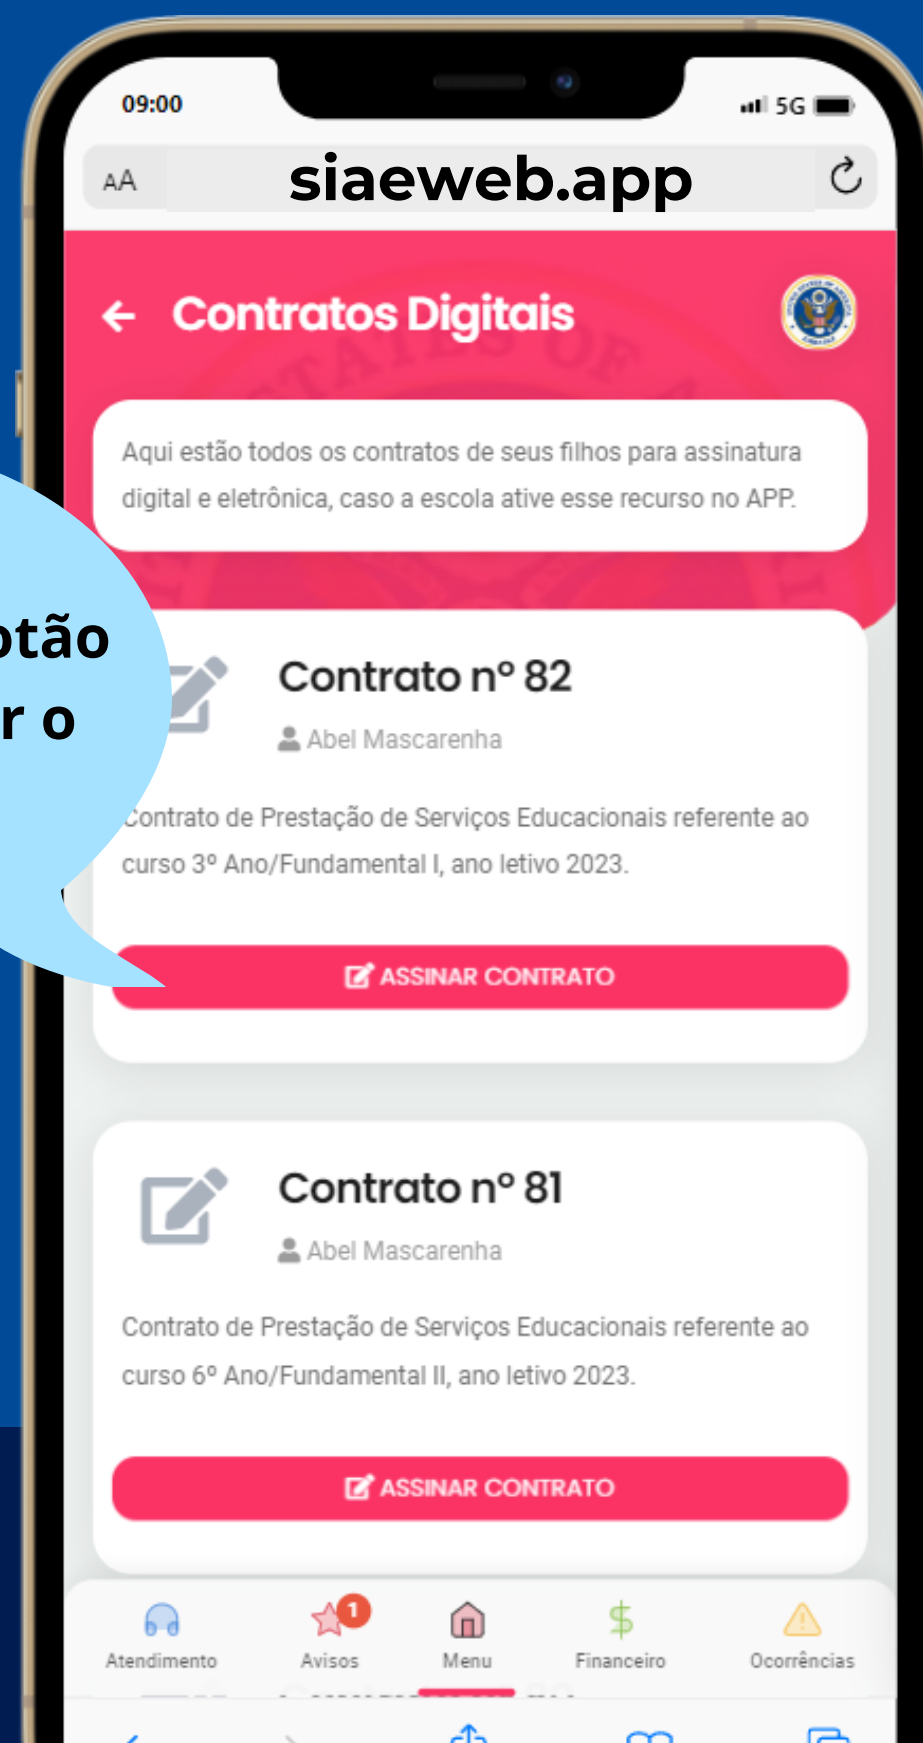 09:00
5G
AA
siaeweb.app
Contratos Digitais
Aqui estão todos os contratos de seus filhos para assinatura
digital e eletrônica, caso a escola ative esse recurso no APP.
o
Contrato nº 82
Abel Mascarenha
Contrato de Prestação de Serviços Educacionais referente ao
curso 3º Ano/Fundamental I, ano letivo 2023.
ASSINAR CONTRATO
Contrato nº 81
Abel Mascarenha
Contrato de Prestação de Serviços Educacionais referente ao
curso 6º Ano/Fundamental II, ano letivo 2023.
ASSINAR CONTRATO
1
Atendimento
Avisos
Menu
Financeiro
Ocorrências